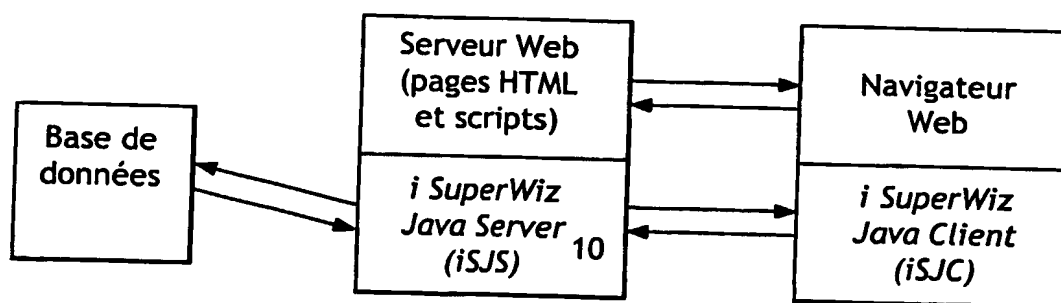 Base de
données
Serveur Web
(pages HTML
et scripts)
i SuperWiz
Java Server
(iSJS) 10
Navigateur
Web
i SuperWiz
Java Client
(iSJC)